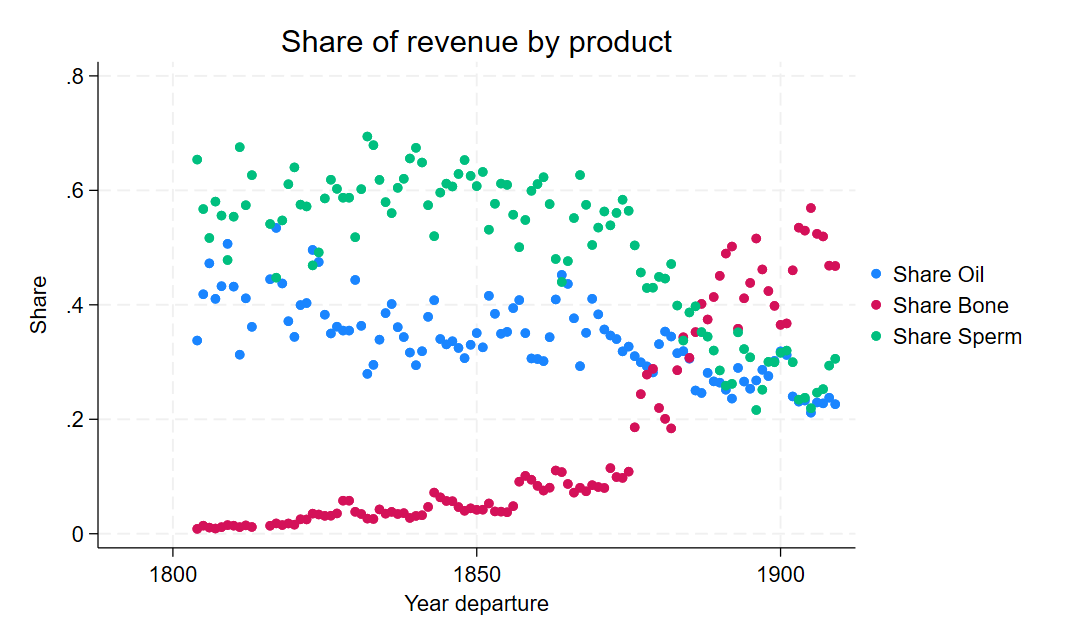 Share of revenue by product
.8
.6
.4
.2
0
Share
1800
1850
1900
Year departure
Share Oil
Share Bone
Share Sperm